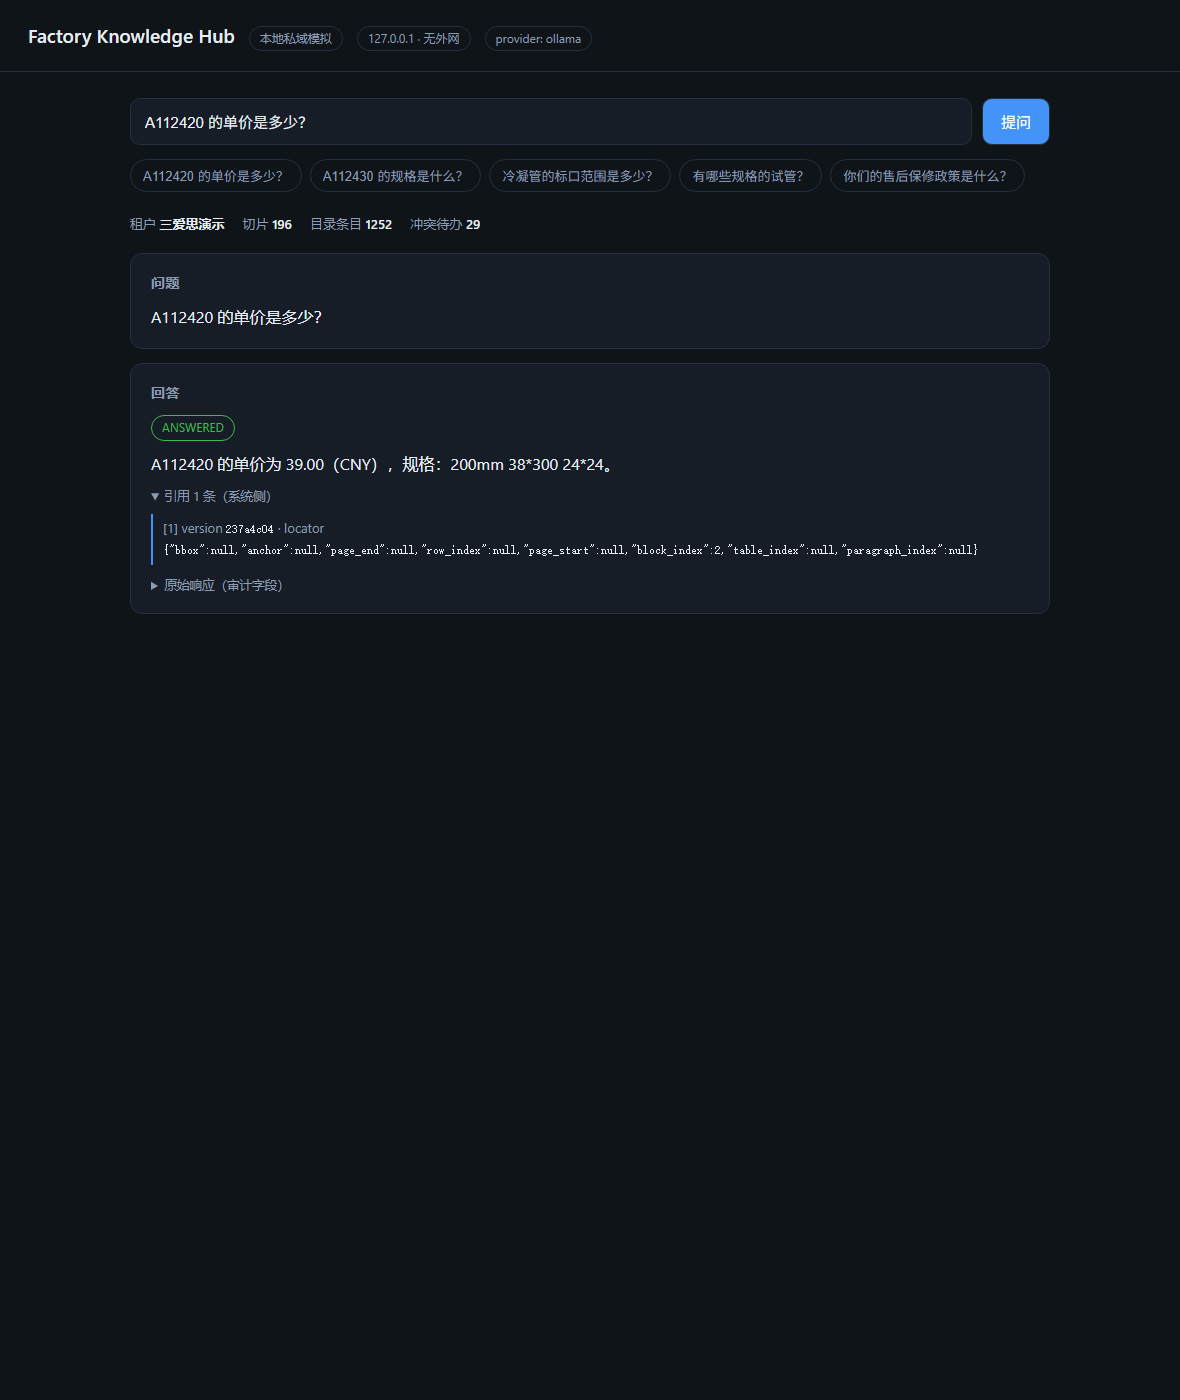 Factory Knowledge Hub 本地私域模拟 127.0.0.1 · 无外网 provider: ollama
A112420 的单价是多少？ 提问
A112420 的单价是多少？ A112430 的规格是什么？ 冷凝管的标口范围是多少？ 有哪些规格的试管？ 你们的售后保修政策是什么？
租户 三爱思演示 切片 196 目录条目 1252 冲突待办 29
问题
A112420 的单价是多少？
回答
ANSWERED
A112420 的单价为 39.00（CNY），规格：200mm 38*300 24*24。
▼ 引用 1 条（系统侧）
[1] version 237a4c04 · locator
{"bbox":null,"anchor":null,"page_end":null,"row_index":null,"page_start":null,"block_index":2,"table_index":null,"paragraph_index":null}
▶ 原始响应（审计字段）